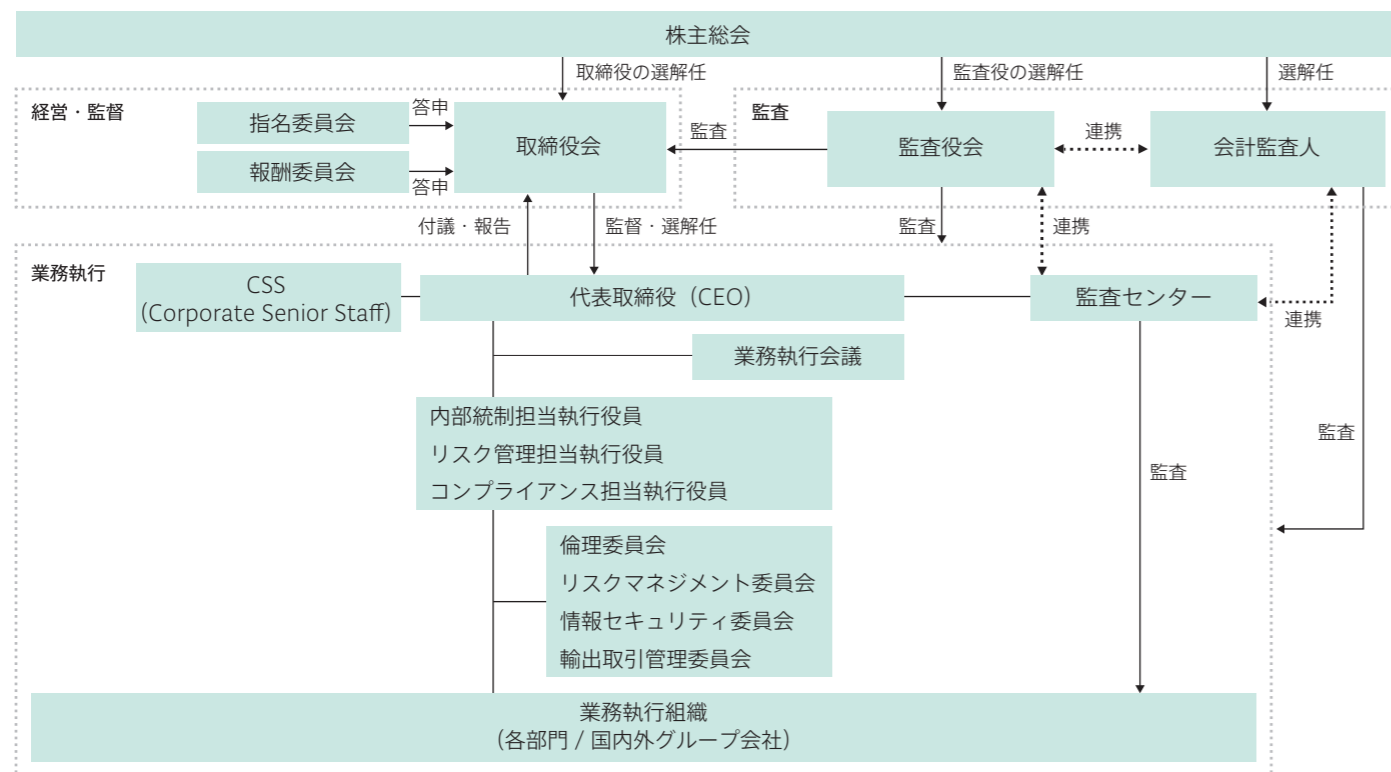 株主総会
取締役の選解任
監査役の選解任
選解任
経営・監督
指名委員会
答申
報酬委員会
答申
取締役会
監査
監査
監査役会
連携
会計監査人
付議・報告
監督・選解任
監査
連携
連携
監査
業務執行
CSS
(Corporate Senior Staff)
代表取締役（CEO）
監査センター
業務執行会議
内部統制担当執行役員
リスク管理担当執行役員
コンプライアンス担当執行役員
監査
倫理委員会
リスクマネジメント委員会
情報セキュリティ委員会
輸出取引管理委員会
業務執行組織
（各部門 / 国内外グループ会社）